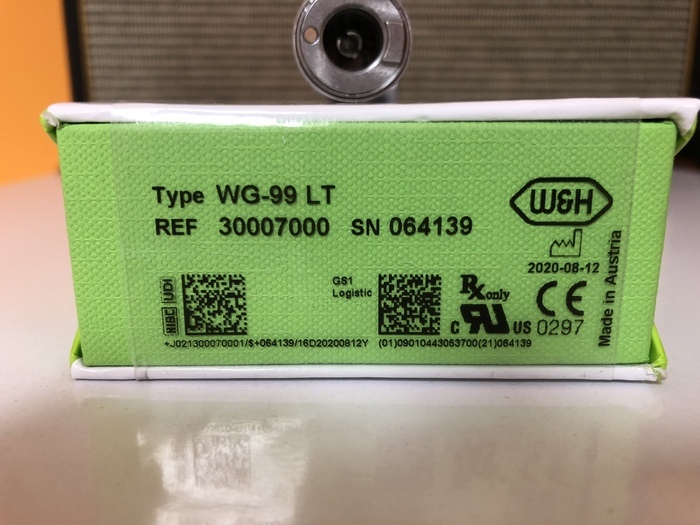 Type WG-99 LT
REF 30007000 SN 064139
W&H
2020-08-12
Made in Austria
HIBC UDI
GS1
Logistic
Rx only
c RU US
CE 0297
+J021300070001/$+064139/16D20200812Y
(01)09010443053700(21)064139